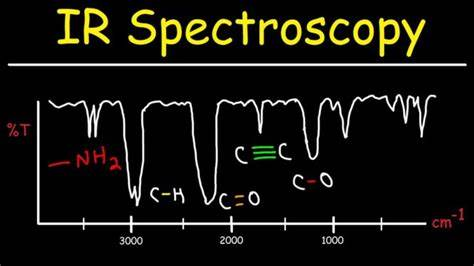 IR Spectroscopy
%T
— NH₂
C—H
C=O
C≡C
C—O
3000
2000
1000
cm⁻¹